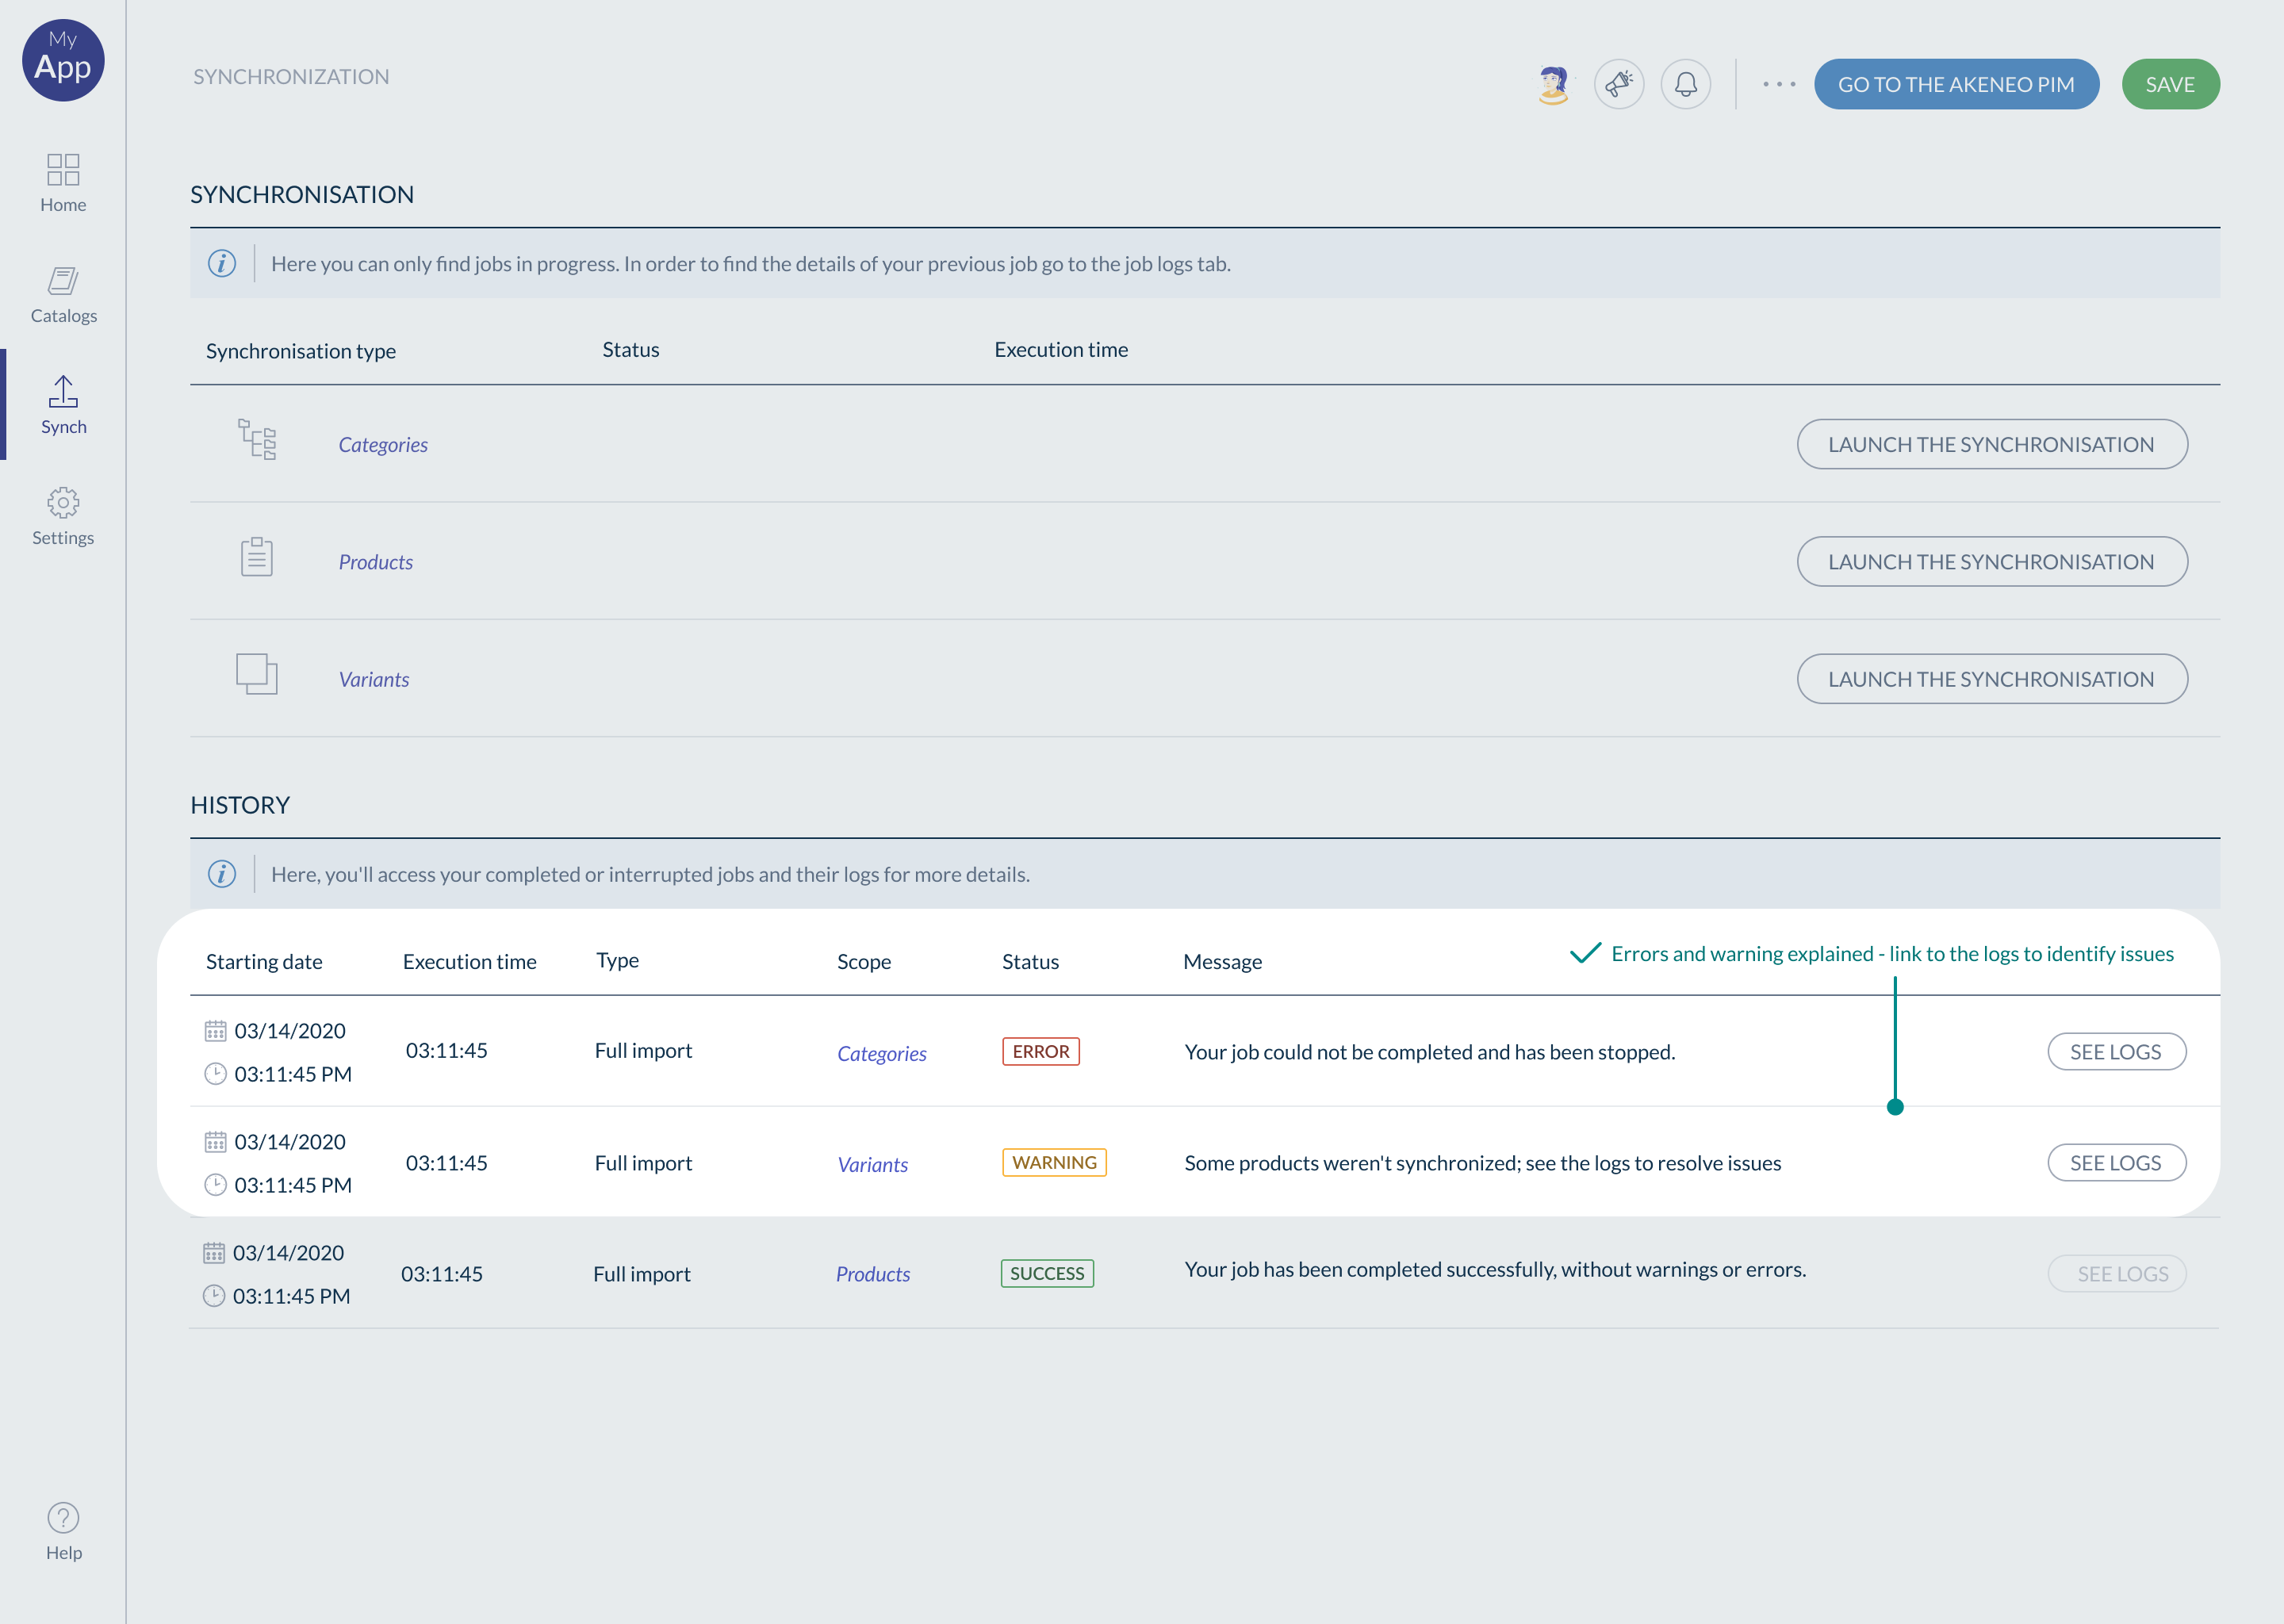 My
App
SYNCHRONIZATION
GO TO THE AKENEO PIM
SAVE
Home
Catalogs
Synch
Settings
Help
SYNCHRONISATION
i Here you can only find jobs in progress. In order to find the details of your previous job go to the job logs tab.
Synchronisation type Status Execution time
Categories LAUNCH THE SYNCHRONISATION
Products LAUNCH THE SYNCHRONISATION
Variants LAUNCH THE SYNCHRONISATION
HISTORY
i Here, you'll access your completed or interrupted jobs and their logs for more details.
Errors and warning explained - link to the logs to identify issues
Starting date Execution time Type Scope Status Message
03/14/2020
03:11:45 PM
03:11:45 Full import Categories ERROR Your job could not be completed and has been stopped. SEE LOGS
03/14/2020
03:11:45 PM
03:11:45 Full import Variants WARNING Some products weren't synchronized; see the logs to resolve issues SEE LOGS
03/14/2020
03:11:45 PM
03:11:45 Full import Products SUCCESS Your job has been completed successfully, without warnings or errors. SEE LOGS
?